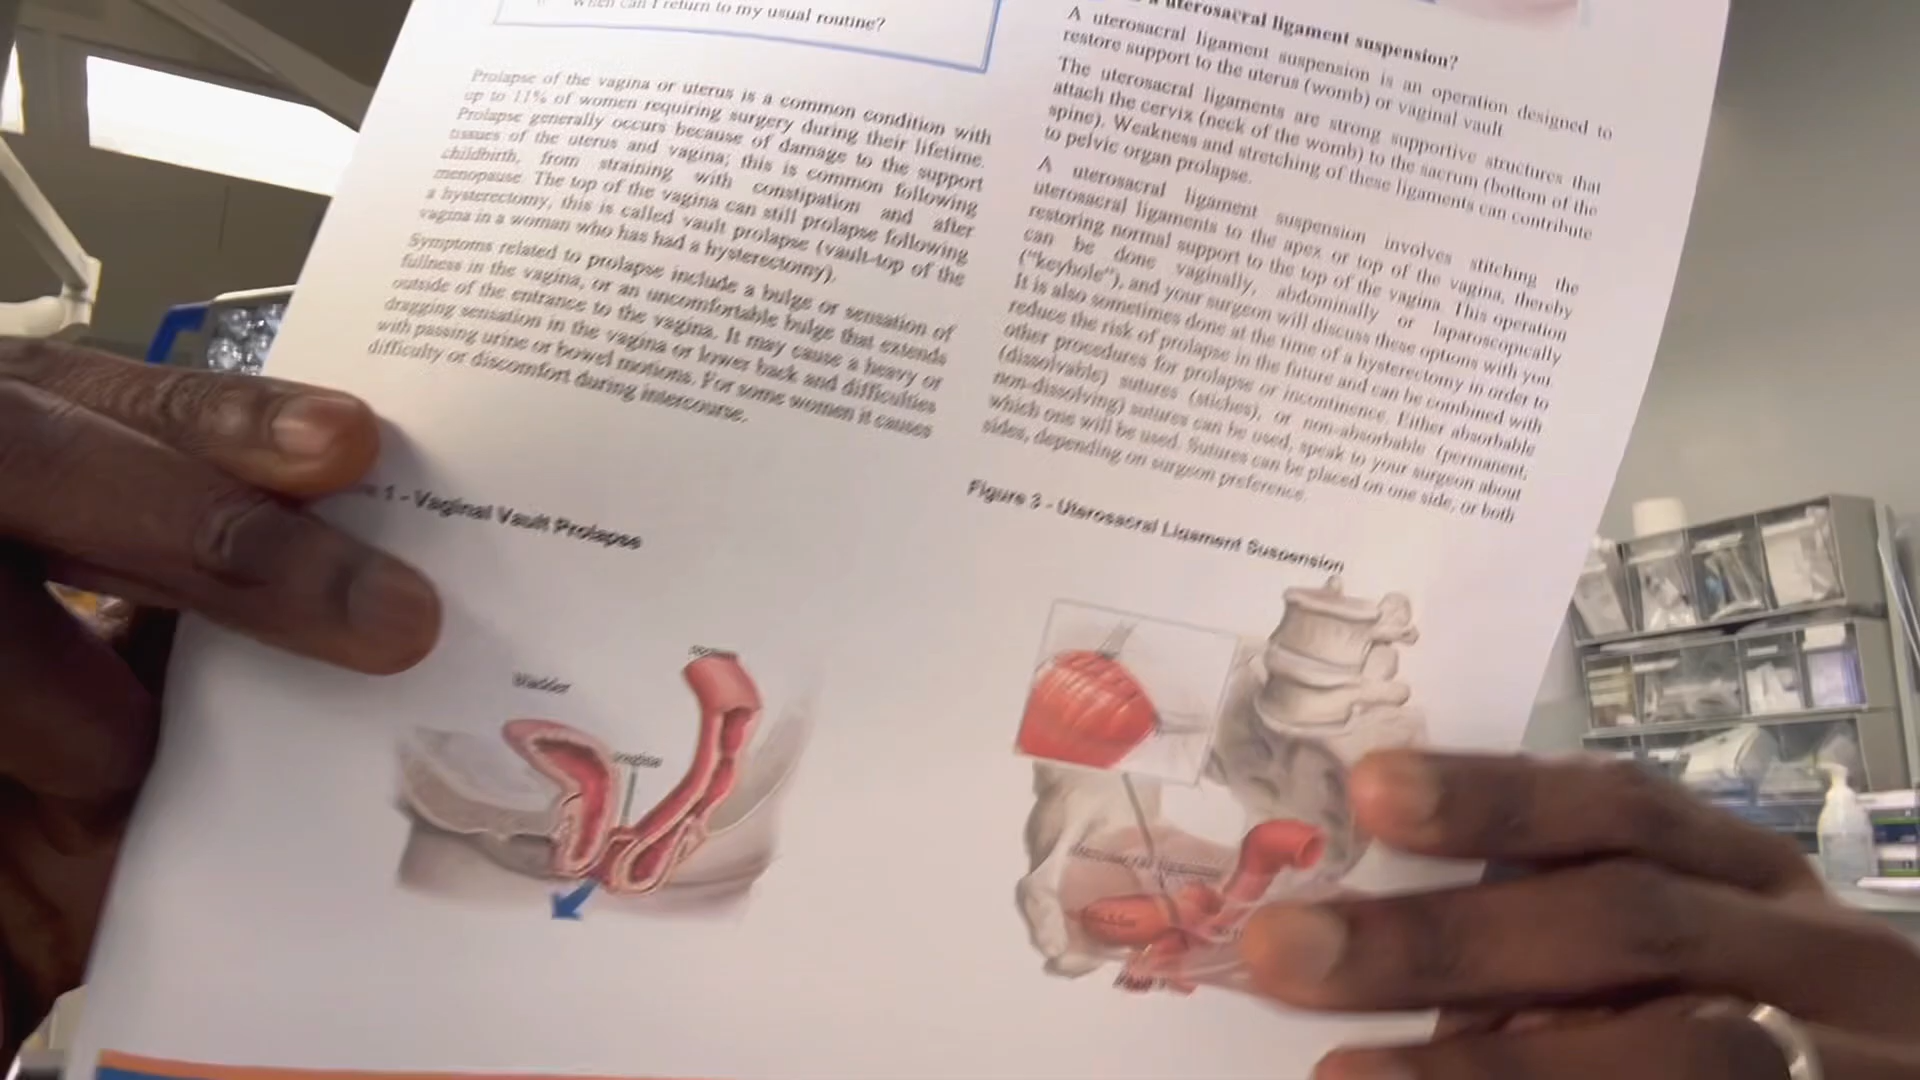 When can I return to my usual routine?
Prolapse of the vagina or uterus is a common condition with
up to 11% of women requiring surgery during their lifetime.
Prolapse generally occurs because of damage to the support
tissues of the uterus and vagina; this is common following
childbirth, from straining with constipation and after
menopause. The top of the vagina can still prolapse following
a hysterectomy, this is called vault prolapse (vault-top of the
vagina in a woman who has had a hysterectomy).
Symptoms related to prolapse include a bulge or sensation of
fullness in the vagina, or an uncomfortable bulge that extends
outside of the entrance to the vagina. It may cause a heavy or
dragging sensation in the vagina or lower back and difficulties
with passing urine or bowel motions. For some women it causes
difficulty or discomfort during intercourse.
1 - Vaginal Vault Prolapse
bladder
vagina
uterosacral ligament suspension?
A uterosacral ligament suspension is an operation designed to
restore support to the uterus (womb) or vaginal vault.
The uterosacral ligaments are strong supportive structures that
attach the cervix (neck of the womb) to the sacrum (bottom of the
spine). Weakness and stretching of these ligaments can contribute
to pelvic organ prolapse.
A uterosacral ligament suspension involves stitching the
uterosacral ligaments to the apex or top of the vagina, thereby
restoring normal support to the top of the vagina. This operation
can be done vaginally, abdominally or laparoscopically
("keyhole"), and your surgeon will discuss these options with you.
It is also sometimes done at the time of a hysterectomy in order to
reduce the risk of prolapse in the future and can be combined with
other procedures for prolapse or incontinence. Either absorbable
(dissolvable) sutures (stiches), or non-absorbable (permanent,
non-dissolving) sutures can be used, speak to your surgeon about
which one will be used. Sutures can be placed on one side, or both
sides, depending on surgeon preference.
Figure 3 - Uterosacral Ligament Suspension